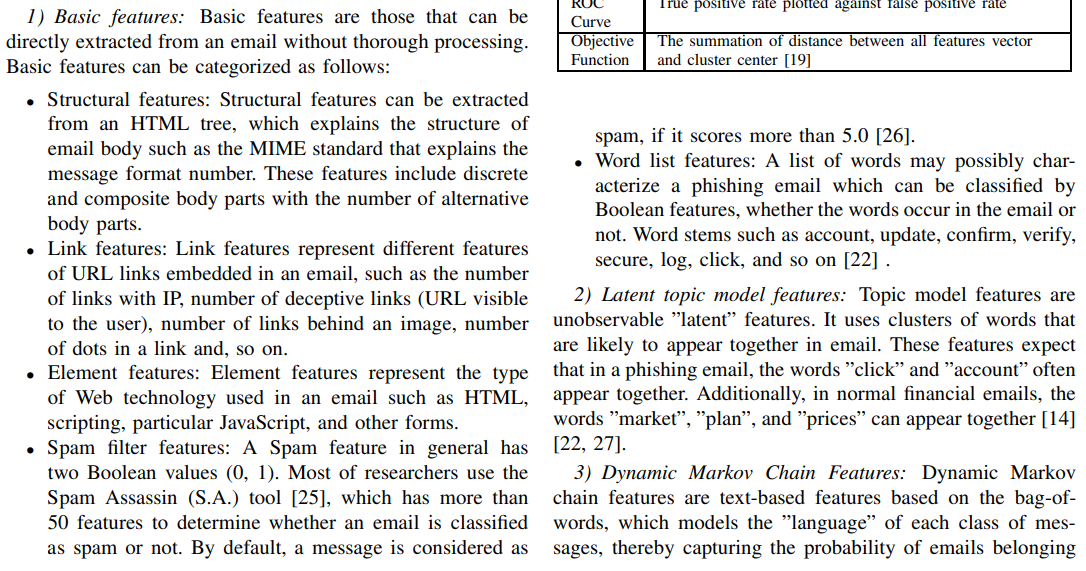 1) Basic features: Basic features are those that can be
directly extracted from an email without thorough processing.
Basic features can be categorized as follows:
• Structural features: Structural features can be extracted
from an HTML tree, which explains the structure of
email body such as the MIME standard that explains the
message format number. These features include discrete
and composite body parts with the number of alternative
body parts.
• Link features: Link features represent different features
of URL links embedded in an email, such as the number
of links with IP, number of deceptive links (URL visible
to the user), number of links behind an image, number
of dots in a link and, so on.
• Element features: Element features represent the type
of Web technology used in an email such as HTML,
scripting, particular JavaScript, and other forms.
• Spam filter features: A Spam feature in general has
two Boolean values (0, 1). Most of researchers use the
Spam Assassin (S.A.) tool [25], which has more than
50 features to determine whether an email is classified
as spam or not. By default, a message is considered as
ROC True positive rate plotted against false positive rate
Curve
Objective The summation of distance between all features vector
Function and cluster center [19]
spam, if it scores more than 5.0 [26].
• Word list features: A list of words may possibly char-
acterize a phishing email which can be classified by
Boolean features, whether the words occur in the email or
not. Word stems such as account, update, confirm, verify,
secure, log, click, and so on [22] .
2) Latent topic model features: Topic model features are
unobservable ”latent” features. It uses clusters of words that
are likely to appear together in email. These features expect
that in a phishing email, the words ”click” and ”account” often
appear together. Additionally, in normal financial emails, the
words ”market”, ”plan”, and ”prices” can appear together [14]
[22, 27].
3) Dynamic Markov Chain Features: Dynamic Markov
chain features are text-based features based on the bag-of-
words, which models the ”language” of each class of mes-
sages, thereby capturing the probability of emails belonging